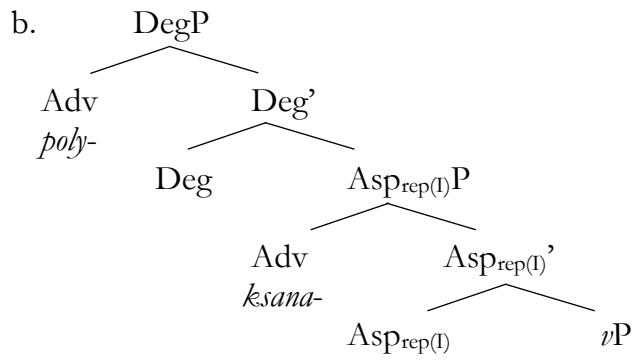 b. DegP
Adv Deg’
poly-
Deg Asprep(I)P
Adv Asprep(I)’
ksana-
Asprep(I) vP